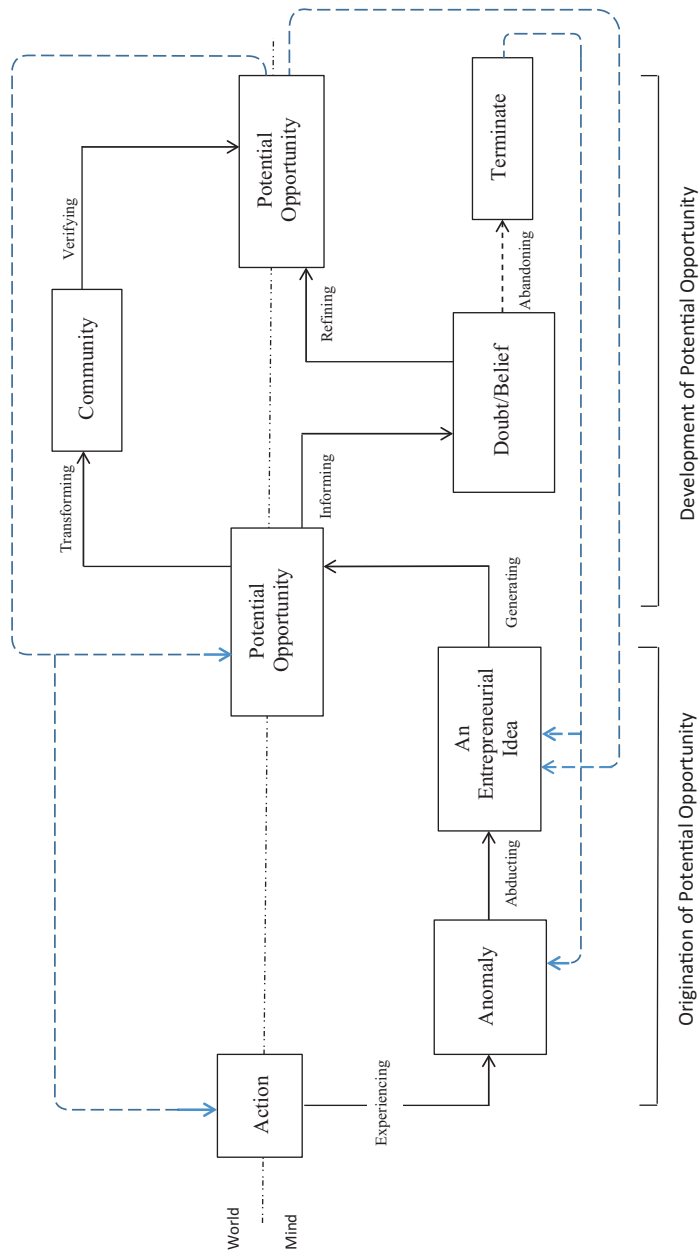 World
Mind
Action
Experiencing
Anomaly
Abducting
An
Entrepreneurial
Idea
Generating
Potential
Opportunity
Transforming
Community
Verifying
Informing
Doubt/Belief
Refining
Potential
Opportunity
Abandoning
Terminate
Origination of Potential Opportunity
Development of Potential Opportunity